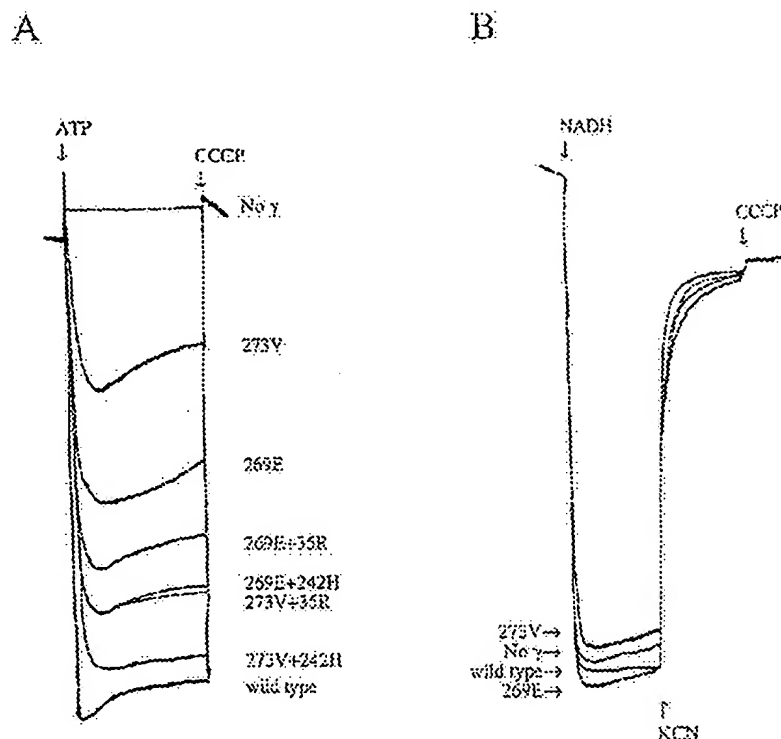 A
B
ATP
↓
CCCP
↓
No γ
273V
269E
269E+35R
269E+242H
273V+35R
273V+242H
wild type
NADH
↓
CCCP
↓
273V→
No γ→
wild type→
269E→
↑
KCN